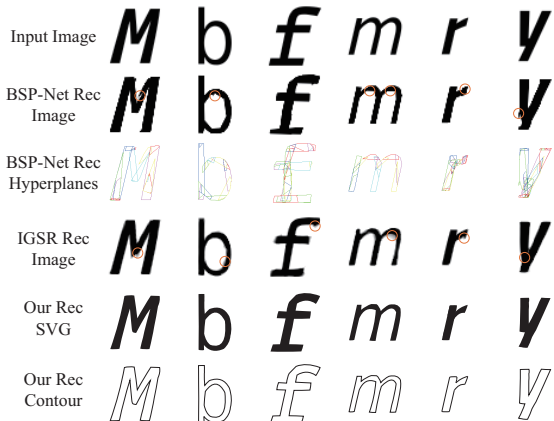 Input Image M b f m r y
BSP-Net Rec M b f m r y
Image
BSP-Net Rec M b f m r y
Hyperplanes
IGSR Rec M b f m r y
Image
Our Rec M b f m r y
SVG
Our Rec M b f m r y
Contour